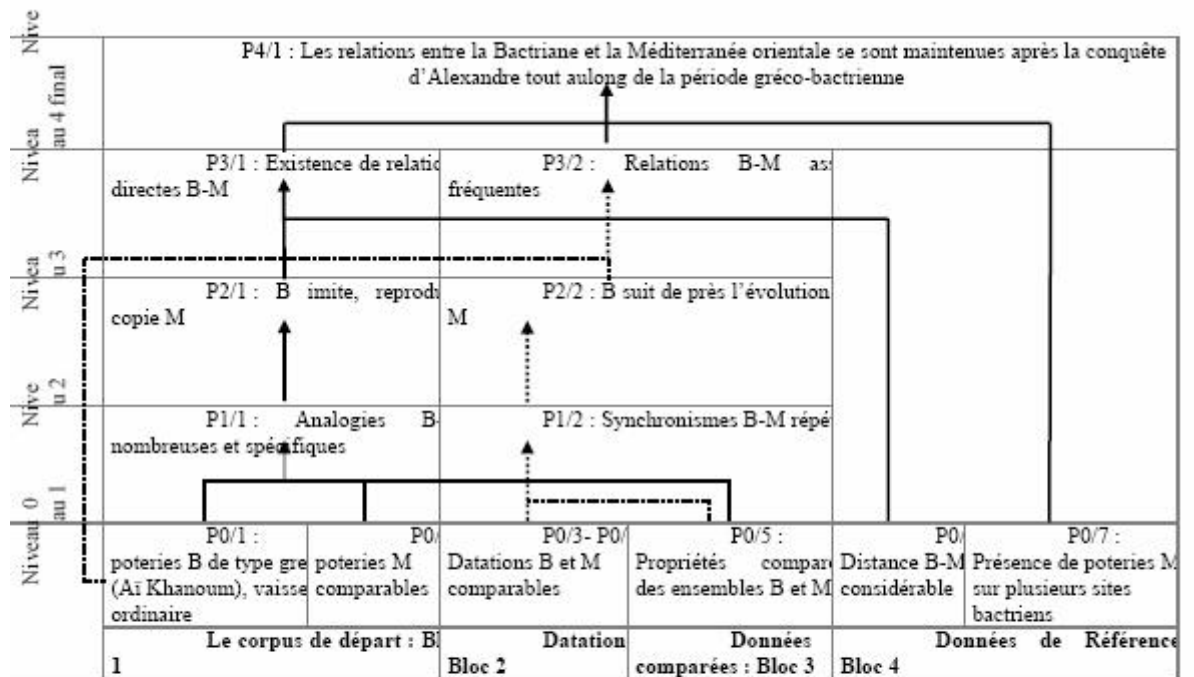 Nive
au 4 final
P4/1 : Les relations entre la Bactriane et la Méditerranée orientale se sont maintenues après la conquête
d’Alexandre tout aulong de la période gréco-bactrienne
Nivea
u 3
P3/1 : Existence de relatio
directes B-M
P3/2 : Relations B-M as
fréquentes
Nivea
u 2
P2/1 : B imite, reprodu
copie M
P2/2 : B suit de près l’évolution
M
Nive
au 1
P1/1 : Analogies B-
nombreuses et spécifiques
P1/2 : Synchronismes B-M répé
Niveau 0
P0/1 :
poteries B de type gre
(Aï Khanoum), vaisse
ordinaire
P0/
poteries M
comparables
P0/3- P0/
Datations B et M
comparables
P0/5 :
Propriétés compar
des ensembles B et M
P0/
Distance B-M
considérable
P0/7 :
Présence de poteries M
sur plusieurs sites
bactriens
Le corpus de départ : Bl
1
Datation
Bloc 2
Données
comparées : Bloc 3
Données de Référence
Bloc 4